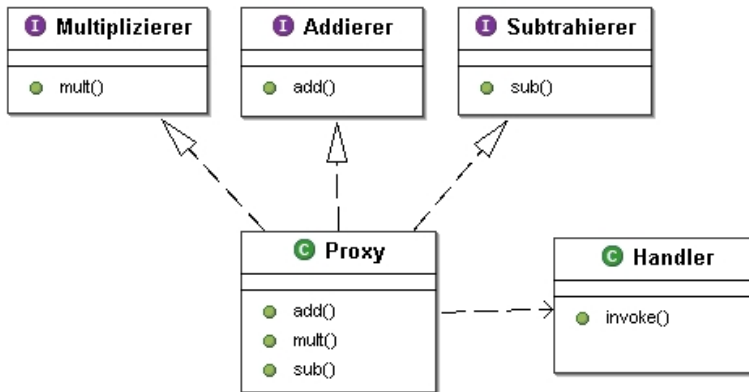 I Multiplizierer
mult()
I Addierer
add()
I Subtrahierer
sub()
C Proxy
add()
mult()
sub()
C Handler
invoke()